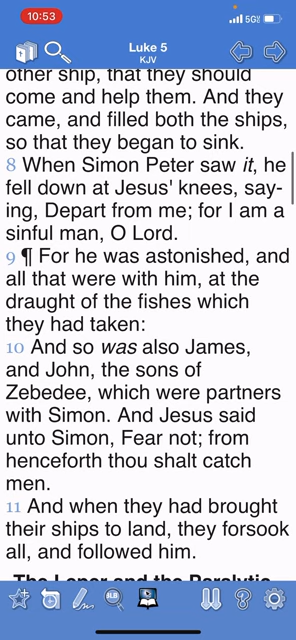 10:53
5G
Luke 5
KJV
other ship, that they should
come and help them. And they
came, and filled both the ships,
so that they began to sink.
8 When Simon Peter saw it, he
fell down at Jesus' knees, say-
ing, Depart from me; for I am a
sinful man, O Lord.
9 ¶ For he was astonished, and
all that were with him, at the
draught of the fishes which
they had taken:
10 And so was also James,
and John, the sons of
Zebedee, which were partners
with Simon. And Jesus said
unto Simon, Fear not; from
henceforth thou shalt catch
men.
11 And when they had brought
their ships to land, they forsook
all, and followed him.
The Leper and the Paralytic
SLB